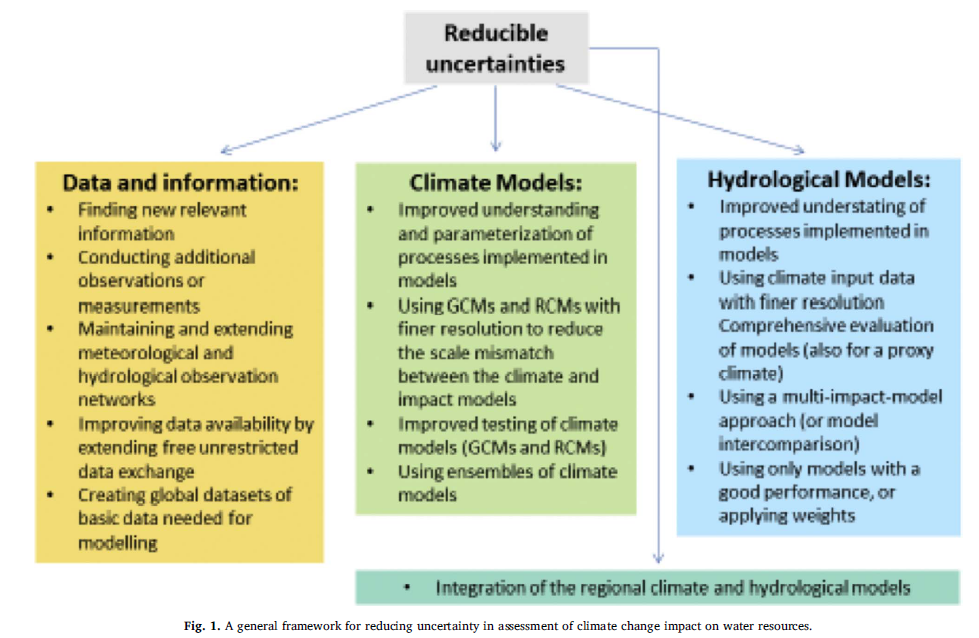 Reducible
uncertainties
Data and information:
• Finding new relevant
information
• Conducting additional
observations or
measurements
• Maintaining and extending
meteorological and
hydrological observation
networks
• Improving data availability by
extending free unrestricted
data exchange
• Creating global datasets of
basic data needed for
modelling
Climate Models:
• Improved understanding
and parameterization of
processes implemented in
models
• Using GCMs and RCMs with
finer resolution to reduce
the scale mismatch
between the climate and
impact models
• Improved testing of climate
models (GCMs and RCMs)
• Using ensembles of climate
models
Hydrological Models:
• Improved understating of
processes implemented in
models
• Using climate input data
with finer resolution
Comprehensive evaluation
of models (also for a proxy
climate)
• Using a multi-impact-model
approach (or model
intercomparison)
• Using only models with a
good performance, or
applying weights
• Integration of the regional climate and hydrological models
Fig. 1. A general framework for reducing uncertainty in assessment of climate change impact on water resources.